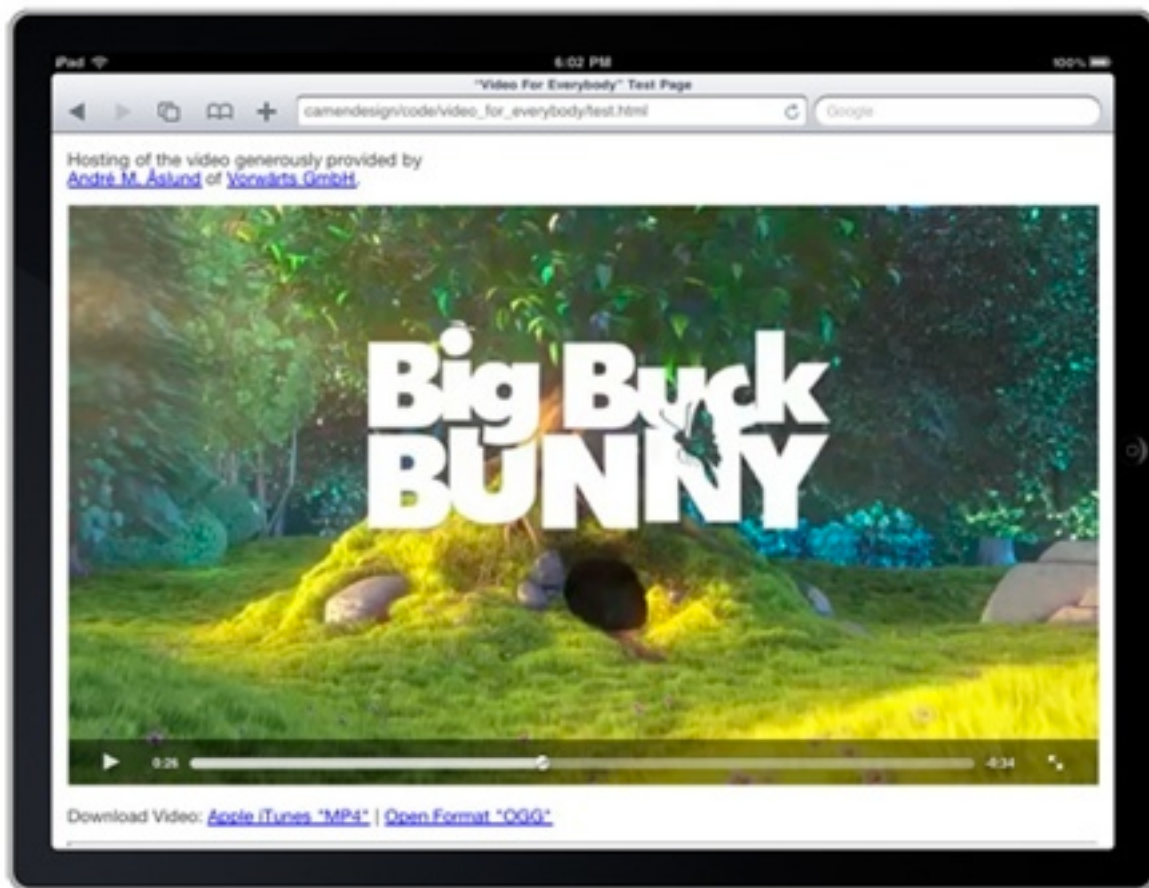 iPad 6:02 PM 100%
"Video For Everybody" Test Page
camendesign/code/video_for_everybody/test.html Google
Hosting of the video generously provided by
André M. Åslund of Vorwärts GmbH.
Big Buck
BUNNY
0:26 -0:34
Download Video: Apple iTunes "MP4" | Open Format "OGG"